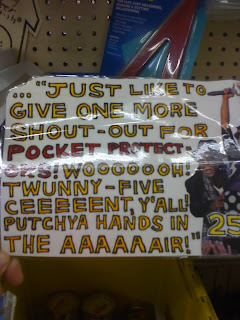 ... "JUST LIKE TO
GIVE ONE MORE
SHOUT-OUT FOR
POCKET PROTECT-
ORS! WOOOOOOH!
TWUNNY-FIVE
CEEEEENT, Y'ALL!
PUTCHYA HANDS IN
THE AAAAAAIR!"
25